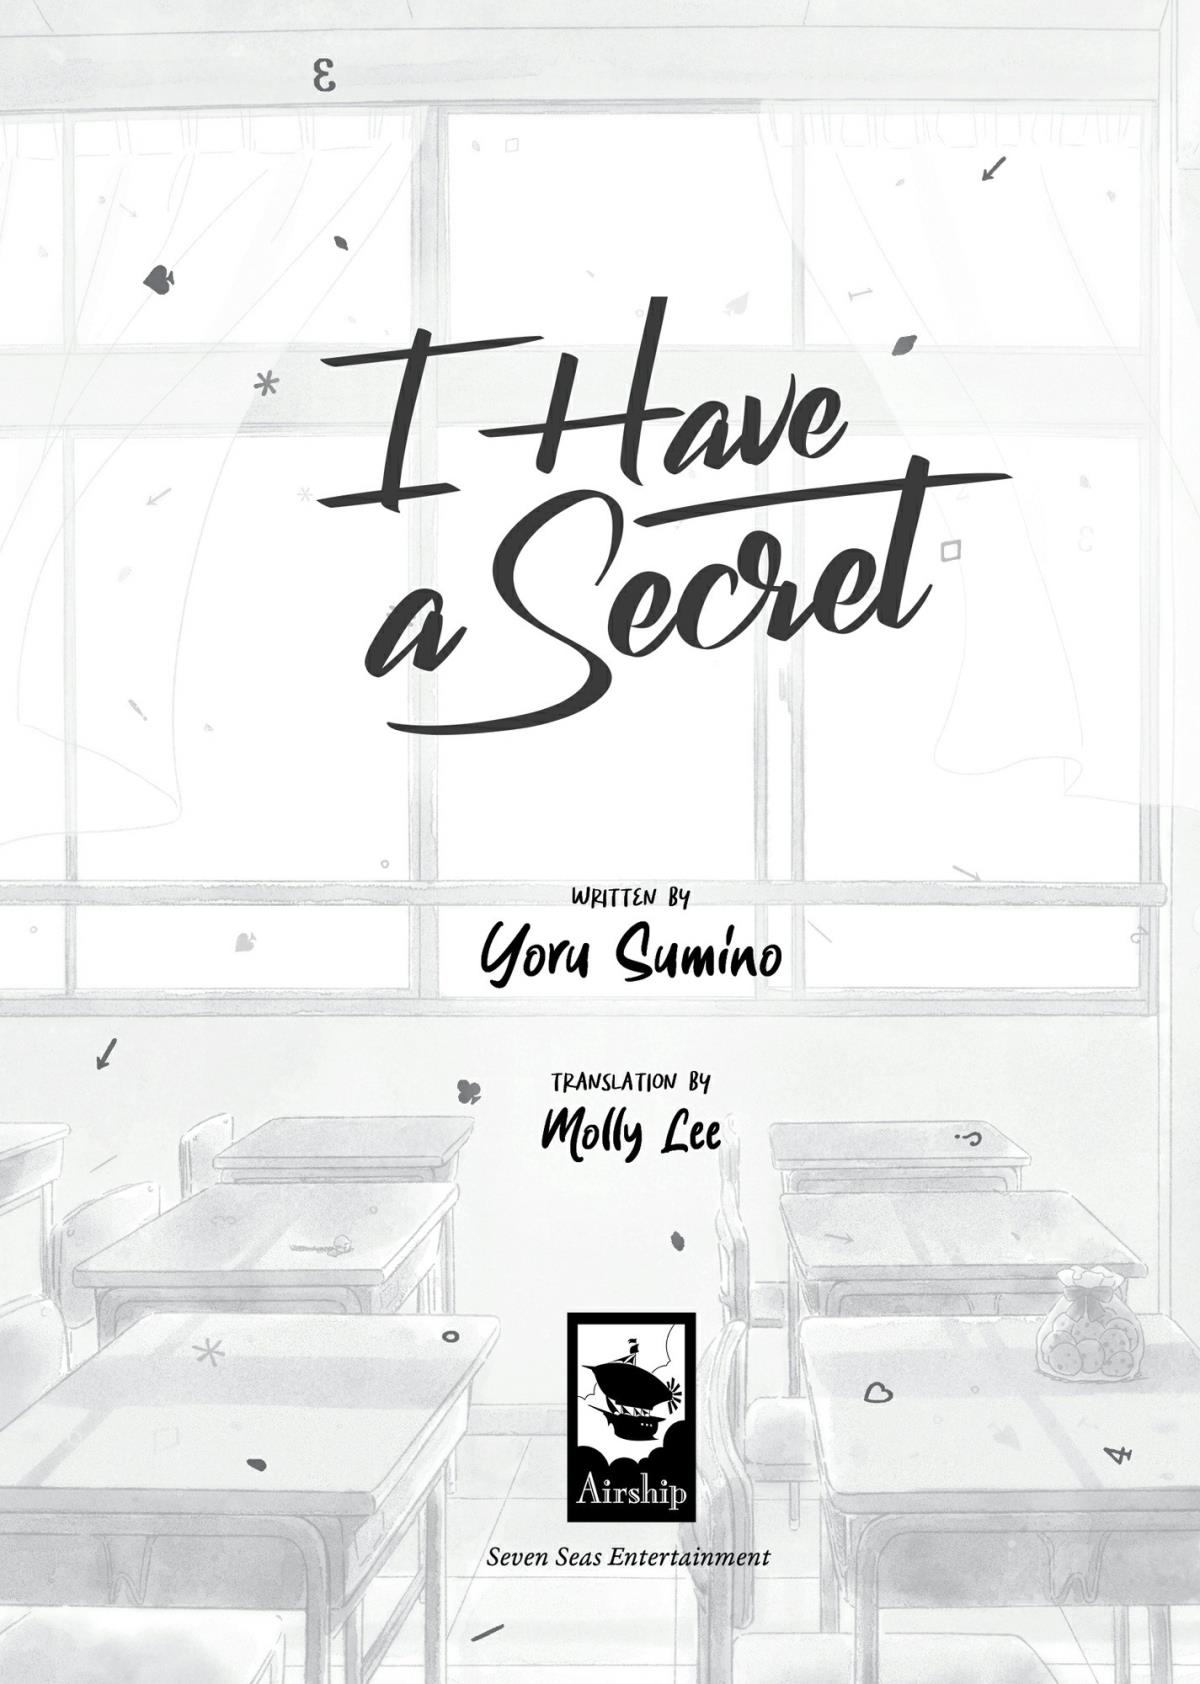 I Have
a Secret
WRITTEN BY
Yoru Sumino
TRANSLATION BY
Molly Lee
Airship
Seven Seas Entertainment